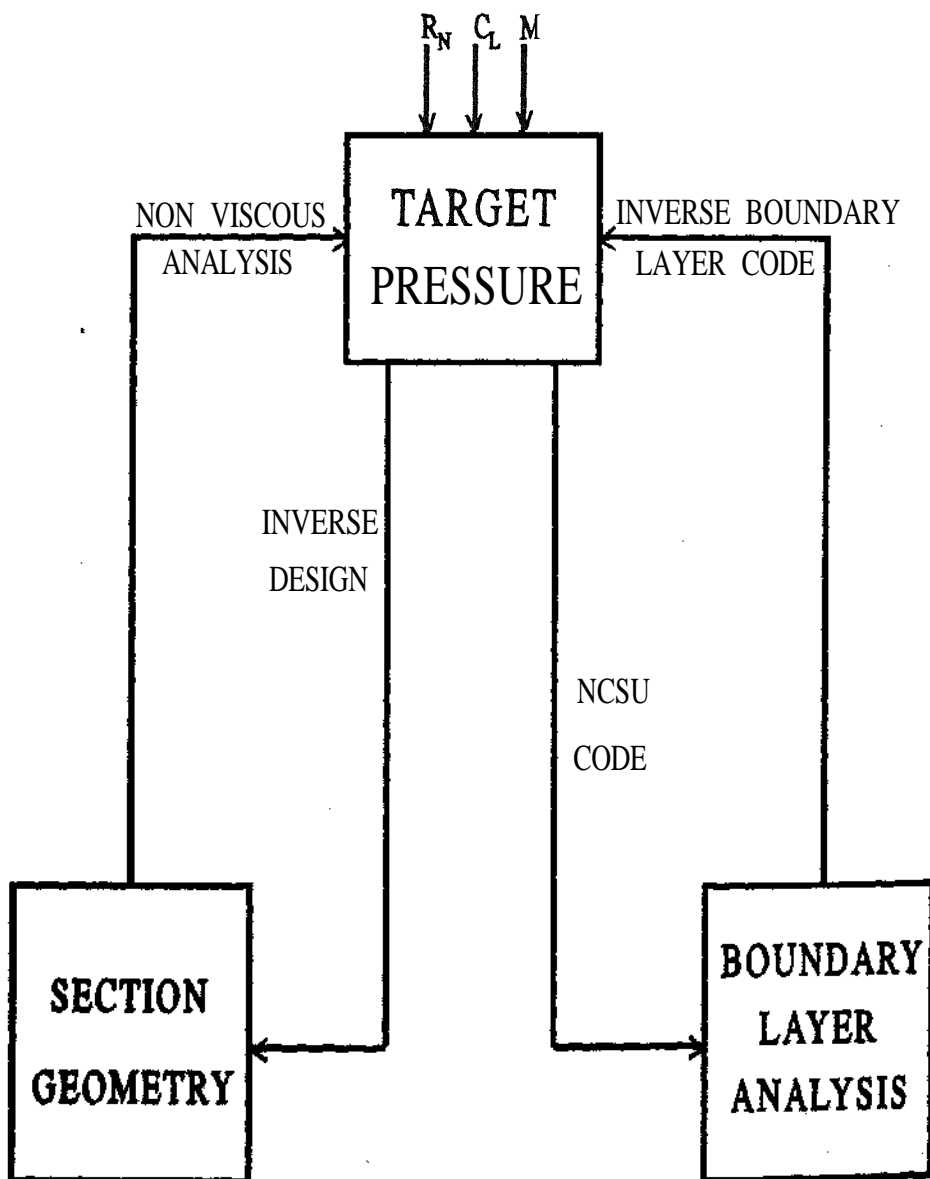 R_N C_L M
TARGET
PRESSURE
NON VISCOUS
ANALYSIS
INVERSE BOUNDARY
LAYER CODE
INVERSE
DESIGN
NCSU
CODE
SECTION
GEOMETRY
BOUNDARY
LAYER
ANALYSIS